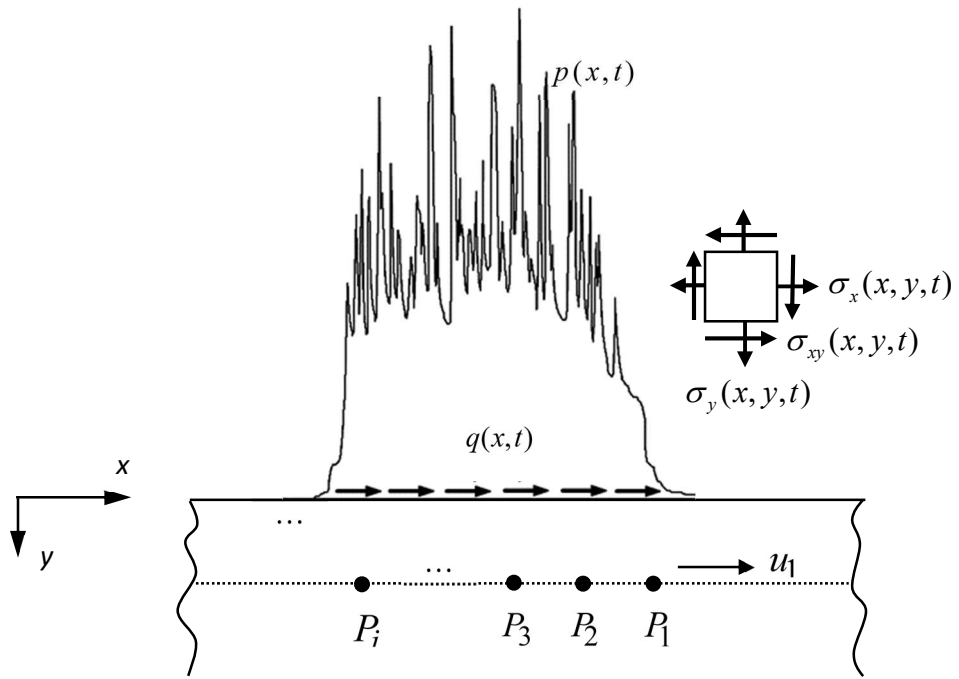 p(x,t)
σx(x,y,t)
σxy(x,y,t)
σy(x,y,t)
q(x,t)
x
y
...
...
u1
Pi
P3
P2
P1